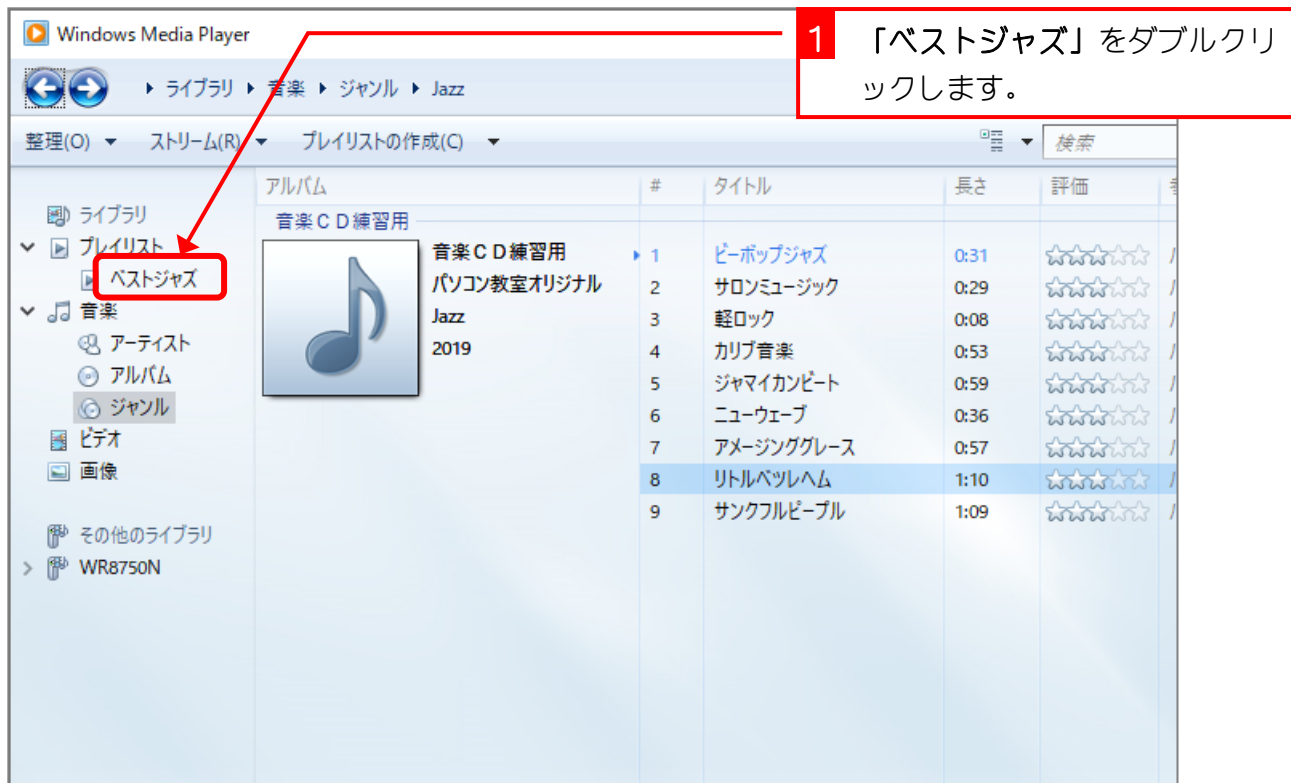 Windows Media Player
1 「ベストジャズ」をダブルクリ
ックします。
ライブラリ 音楽 ジャンル Jazz
整理(O) ストリーム(R) プレイリストの作成(C) 検索
ライブラリ
プレイリスト
ベストジャズ
音楽
アーティスト
アルバム
ジャンル
ビデオ
画像
その他のライブラリ
WR8750N
アルバム # タイトル 長さ 評価
音楽ＣＤ練習用
音楽ＣＤ練習用
パソコン教室オリジナル
Jazz
2019
1 ビーボップジャズ 0:31
2 サロンミュージック 0:29
3 軽ロック 0:08
4 カリブ音楽 0:53
5 ジャマイカンビート 0:59
6 ニューウェーブ 0:36
7 アメージンググレース 0:57
8 リトルベツレヘム 1:10
9 サンクフルピープル 1:09